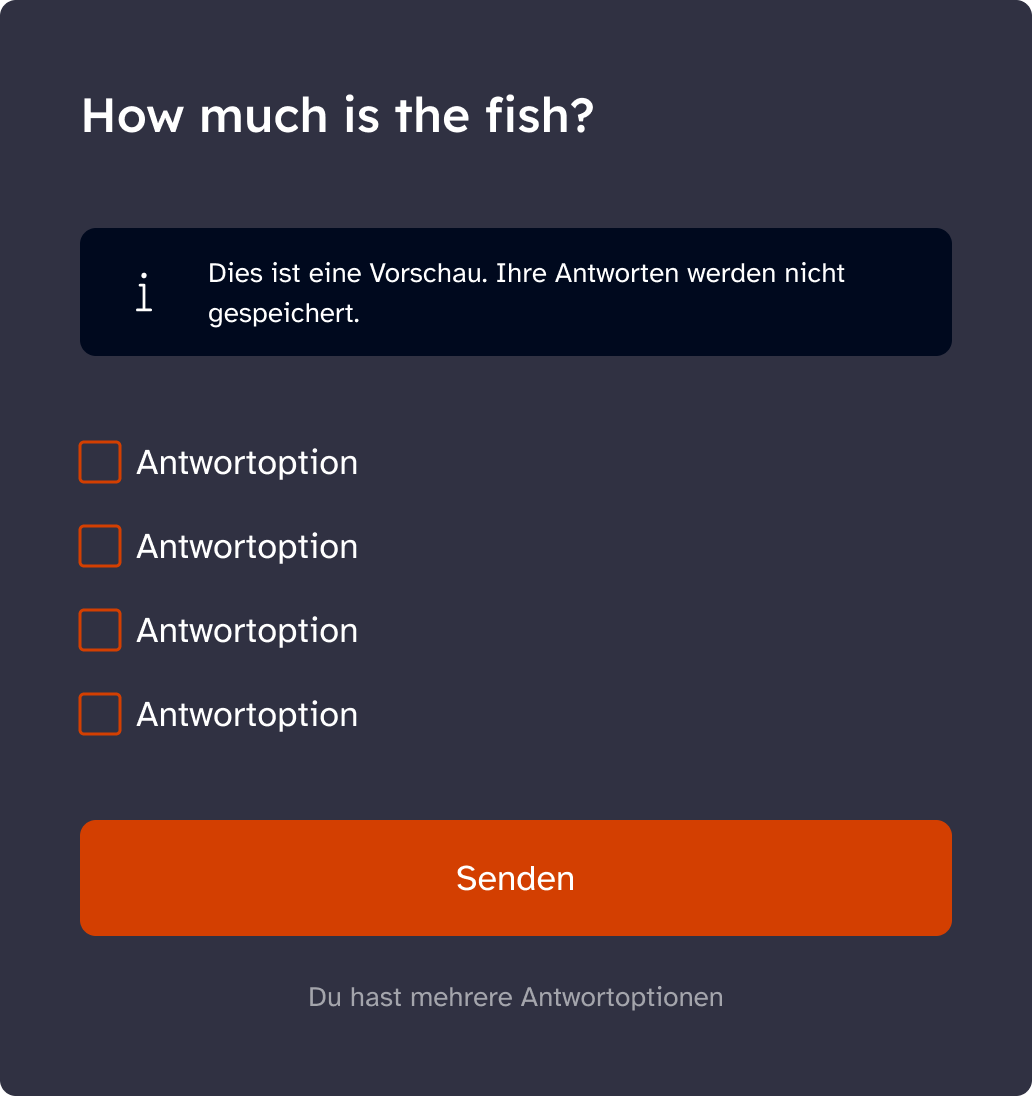 How much is the fish?
i
Dies ist eine Vorschau. Ihre Antworten werden nicht
gespeichert.
Antwortoption
Antwortoption
Antwortoption
Antwortoption
Senden
Du hast mehrere Antwortoptionen